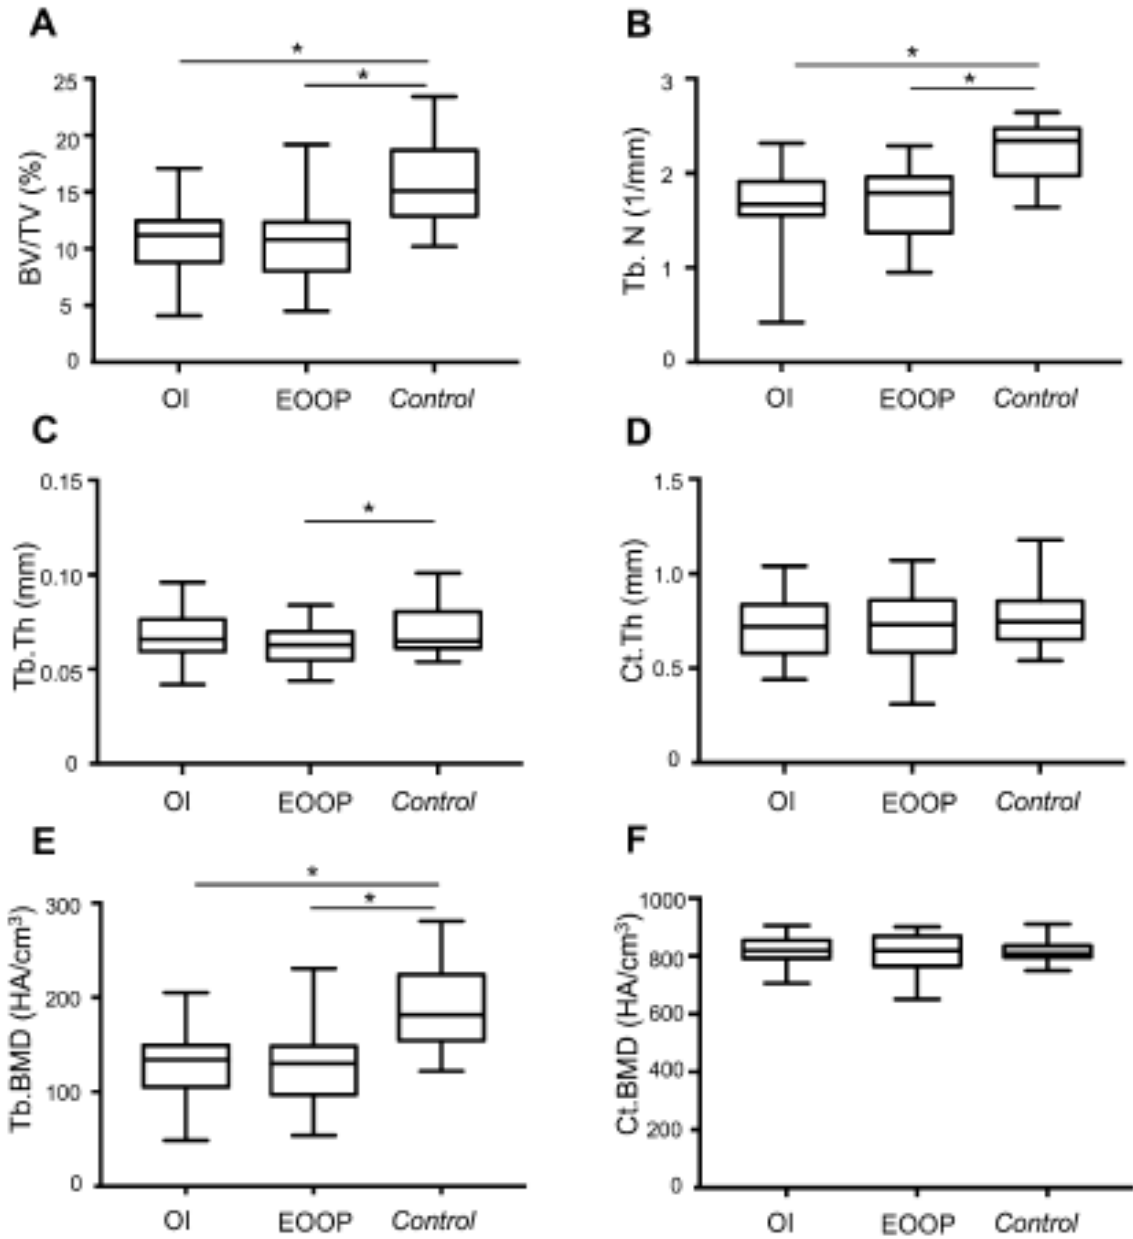 A
*
*
BV/TV (%)
25
20
15
10
5
0
OI EOOP Control
B
*
*
Tb. N (1/mm)
3
2
1
0
OI EOOP Control
C
*
Tb.Th (mm)
0.15
0.10
0.05
0
OI EOOP Control
D
Ct.Th (mm)
1.5
1.0
0.5
0
OI EOOP Control
E
*
*
Tb.BMD (HA/cm³)
300
200
100
0
OI EOOP Control
F
Ct.BMD (HA/cm³)
1000
800
600
400
200
0
OI EOOP Control